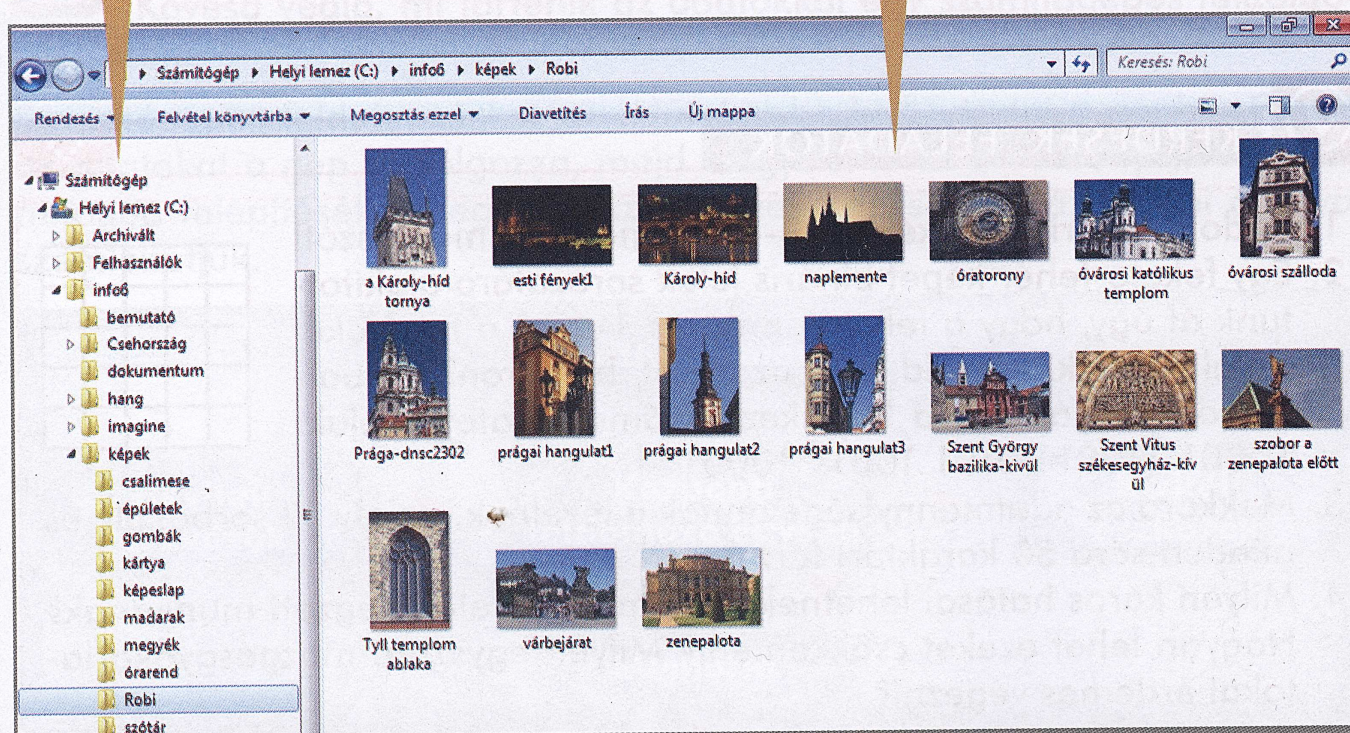 Számítógép ▸ Helyi lemez (C:) ▸ info6 ▸ képek ▸ Robi
Keresés: Robi
Rendezés
Felvétel könyvtárba
Megosztás ezzel
Diavetítés
Írás
Új mappa
Számítógép
Helyi lemez (C:)
Archivált
Felhasználók
info6
bemutató
Csehország
dokumentum
hang
imagine
képek
csalimese
épületek
gombák
kártya
képeslap
madarak
megyék
órarend
Robi
szótár
a Károly-híd
tornya
esti fények1
Károly-híd
naplemente
óratorony
óvárosi katólikus
templom
óvárosi szálloda
Prága-dnsc2302
prágai hangulat1
prágai hangulat2
prágai hangulat3
Szent György
bazilika-kivül
Szent Vitus
székesegyház-kív
ül
szobor a
zenepalota előtt
Tyll templom
ablaka
várbejárat
zenepalota